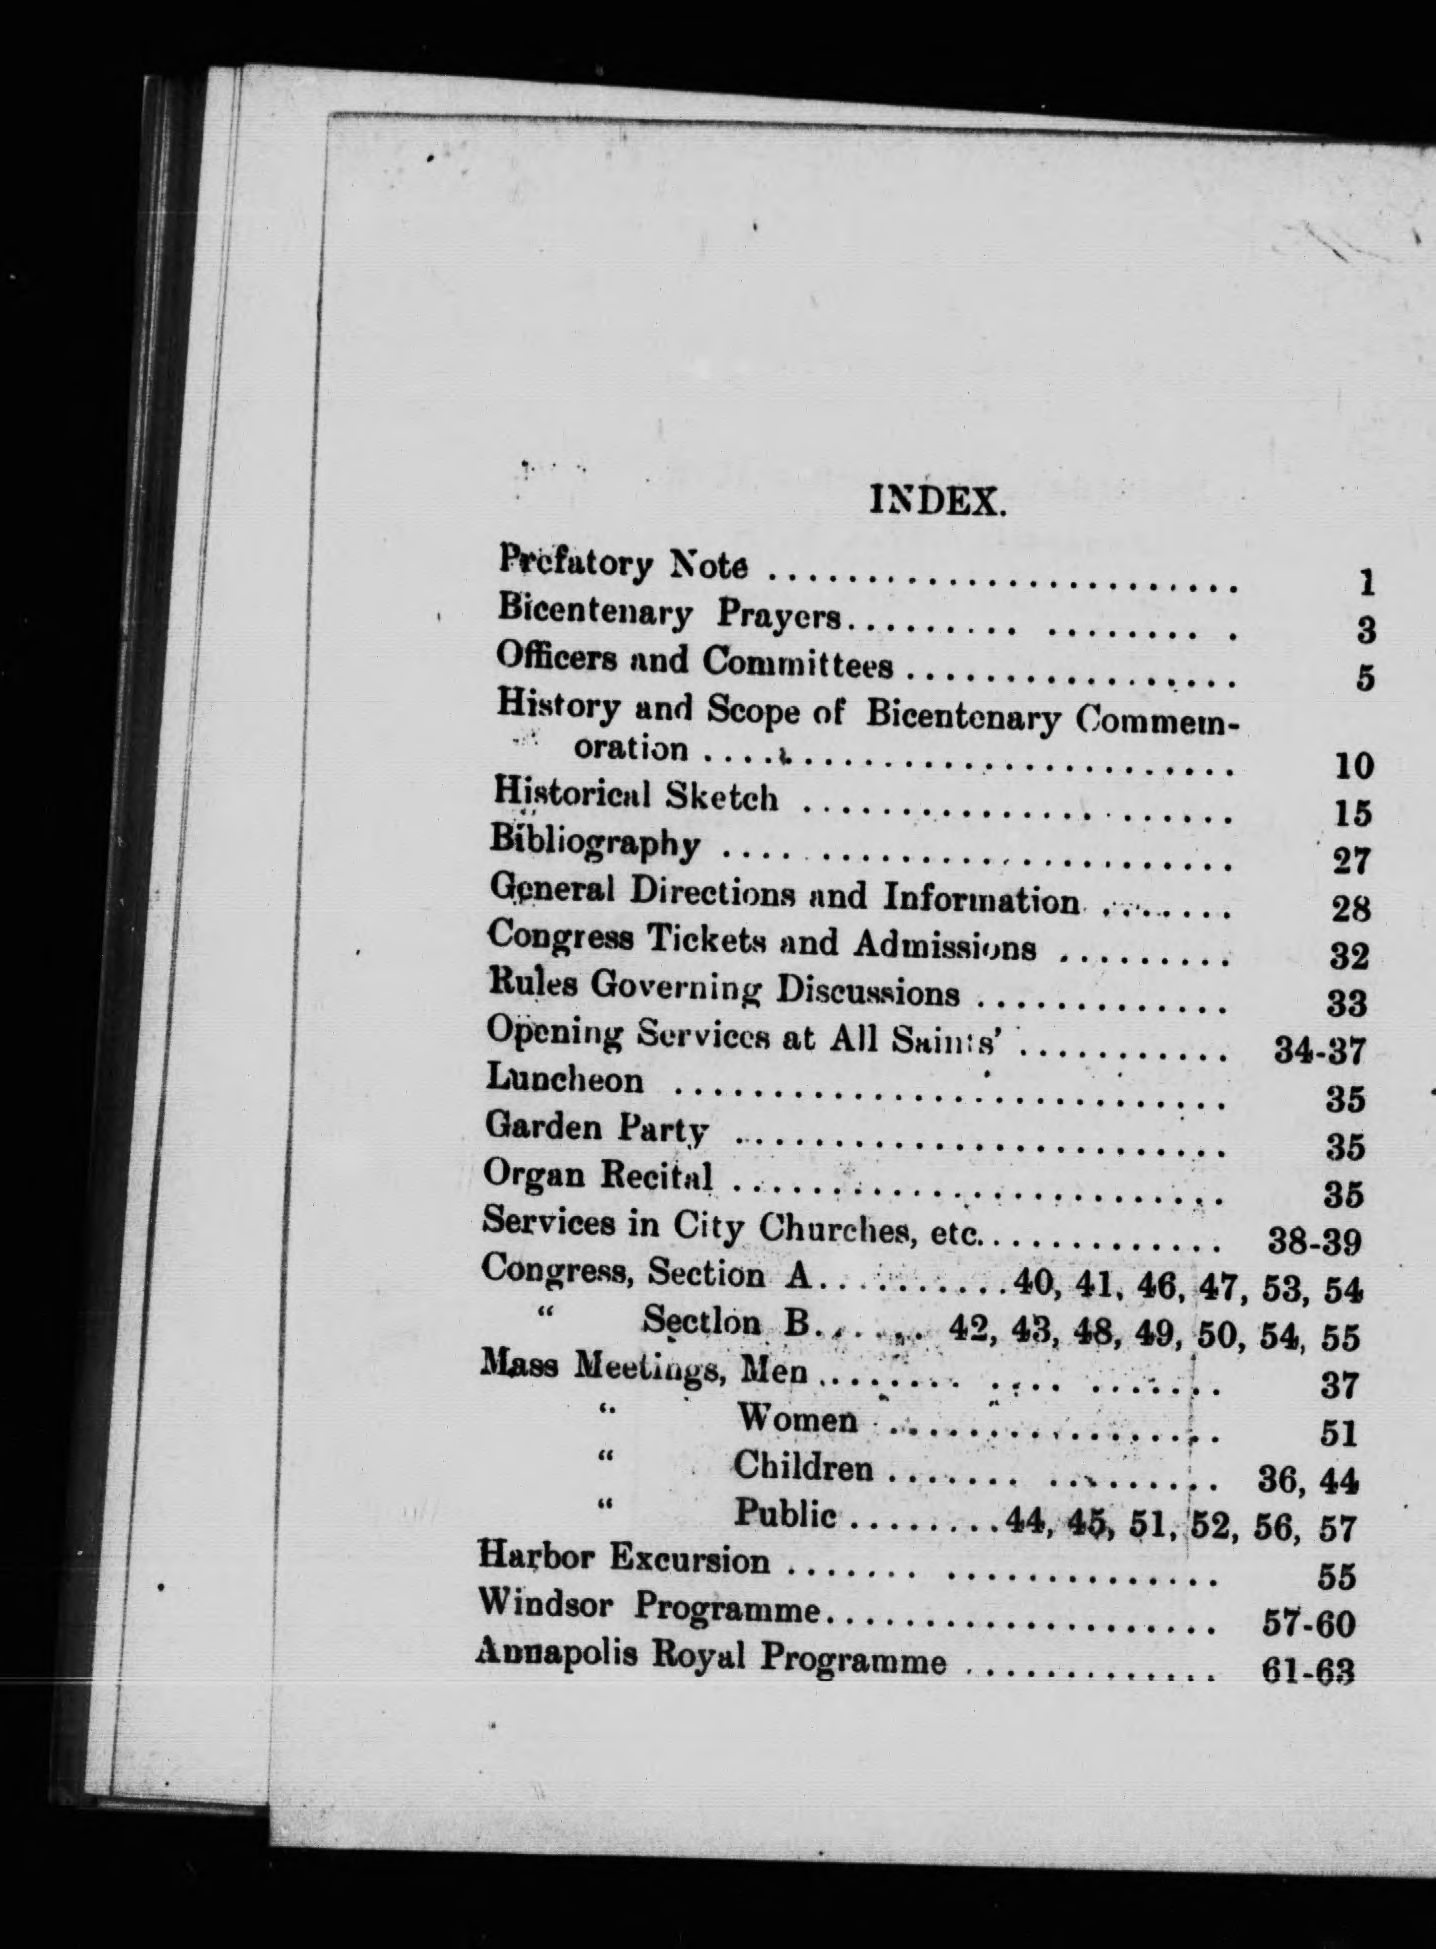 INDEX.
Prefatory Note ........................ 1
Bicentenary Prayers.................. 3
Officers and Committees ................. 5
History and Scope of Bicentenary Commem-
oration ........................... 10
Historical Sketch ...................... 15
Bibliography ......................... 27
General Directions and Information ....... 28
Congress Tickets and Admissions ......... 32
Rules Governing Discussions ............. 33
Opening Services at All Saints' ........... 34-37
Luncheon ............................ 35
Garden Party ......................... 35
Organ Recital ......................... 35
Services in City Churches, etc............. 38-39
Congress, Section A..........40, 41, 46, 47, 53, 54
“ Section B...... 42, 43, 48, 49, 50, 54, 55
Mass Meetings, Men .................... 37
“ Women ................. 51
“ Children ................ 36, 44
“ Public ........44, 45, 51, 52, 56, 57
Harbor Excursion ..................... 55
Windsor Programme.................... 57-60
Annapolis Royal Programme ............. 61-63